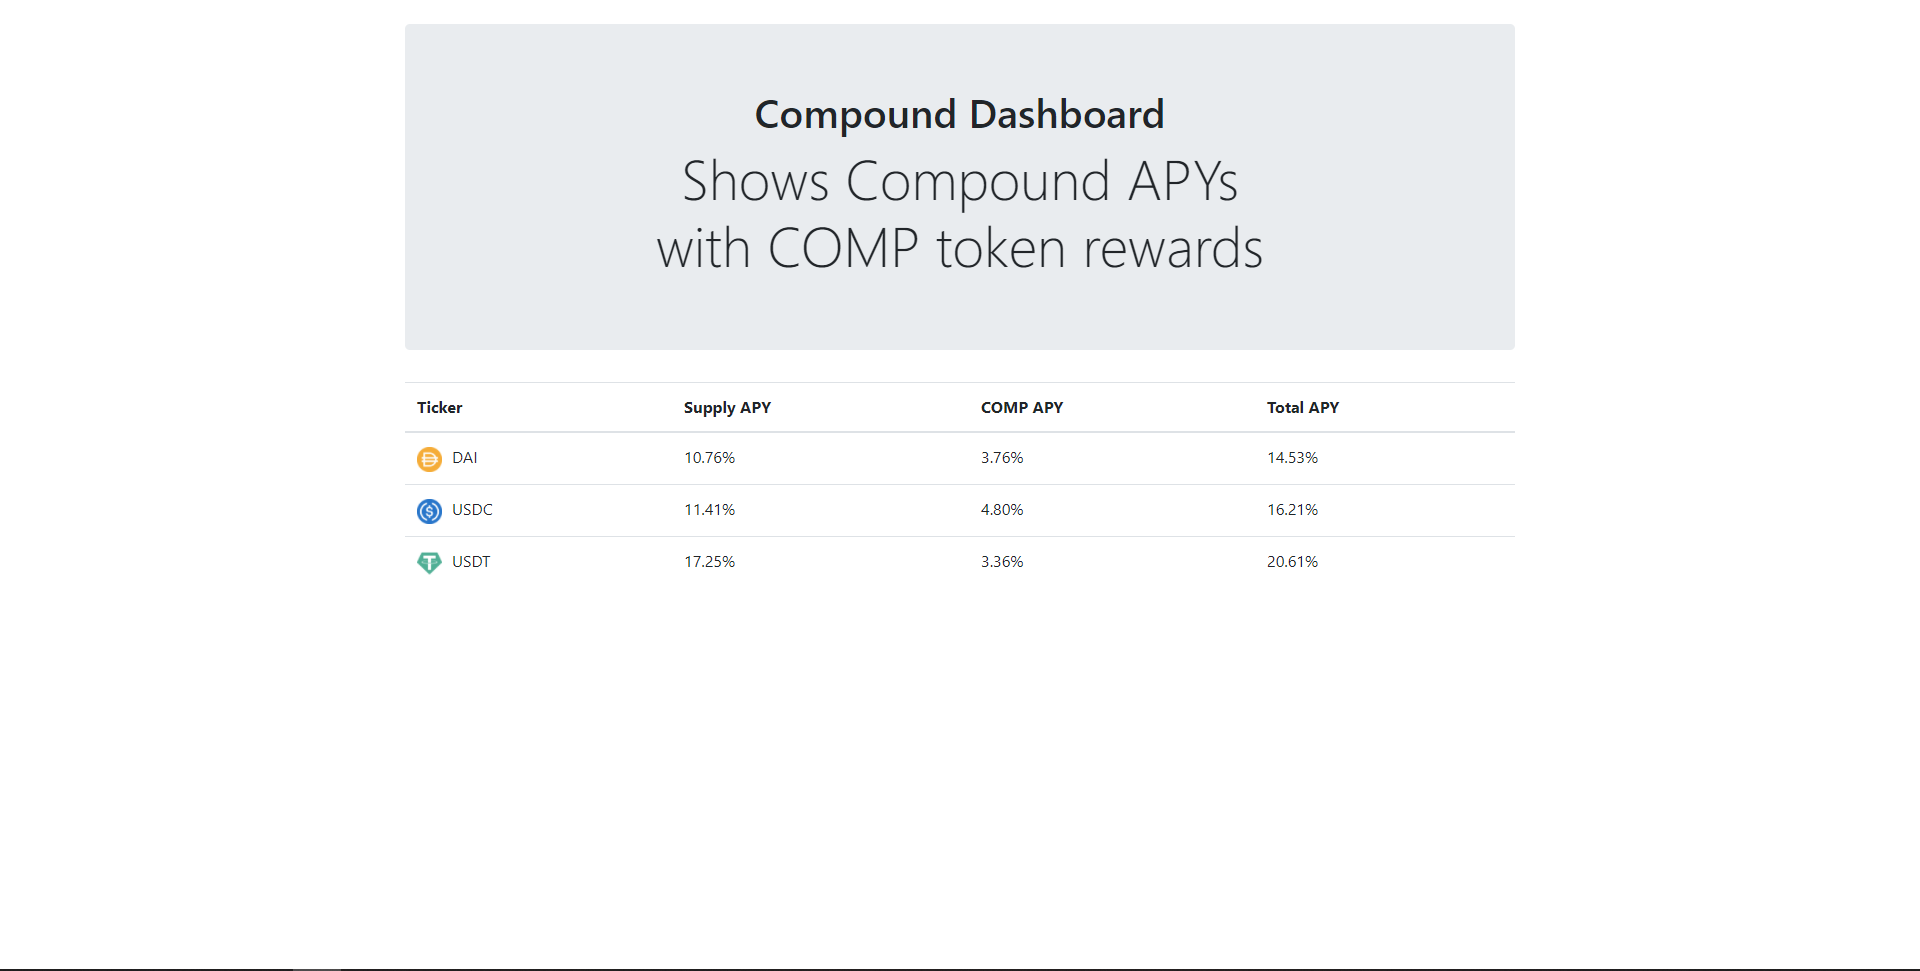 Compound Dashboard
Shows Compound APYs
with COMP token rewards
Ticker Supply APY COMP APY Total APY
DAI 10.76% 3.76% 14.53%
USDC 11.41% 4.80% 16.21%
USDT 17.25% 3.36% 20.61%